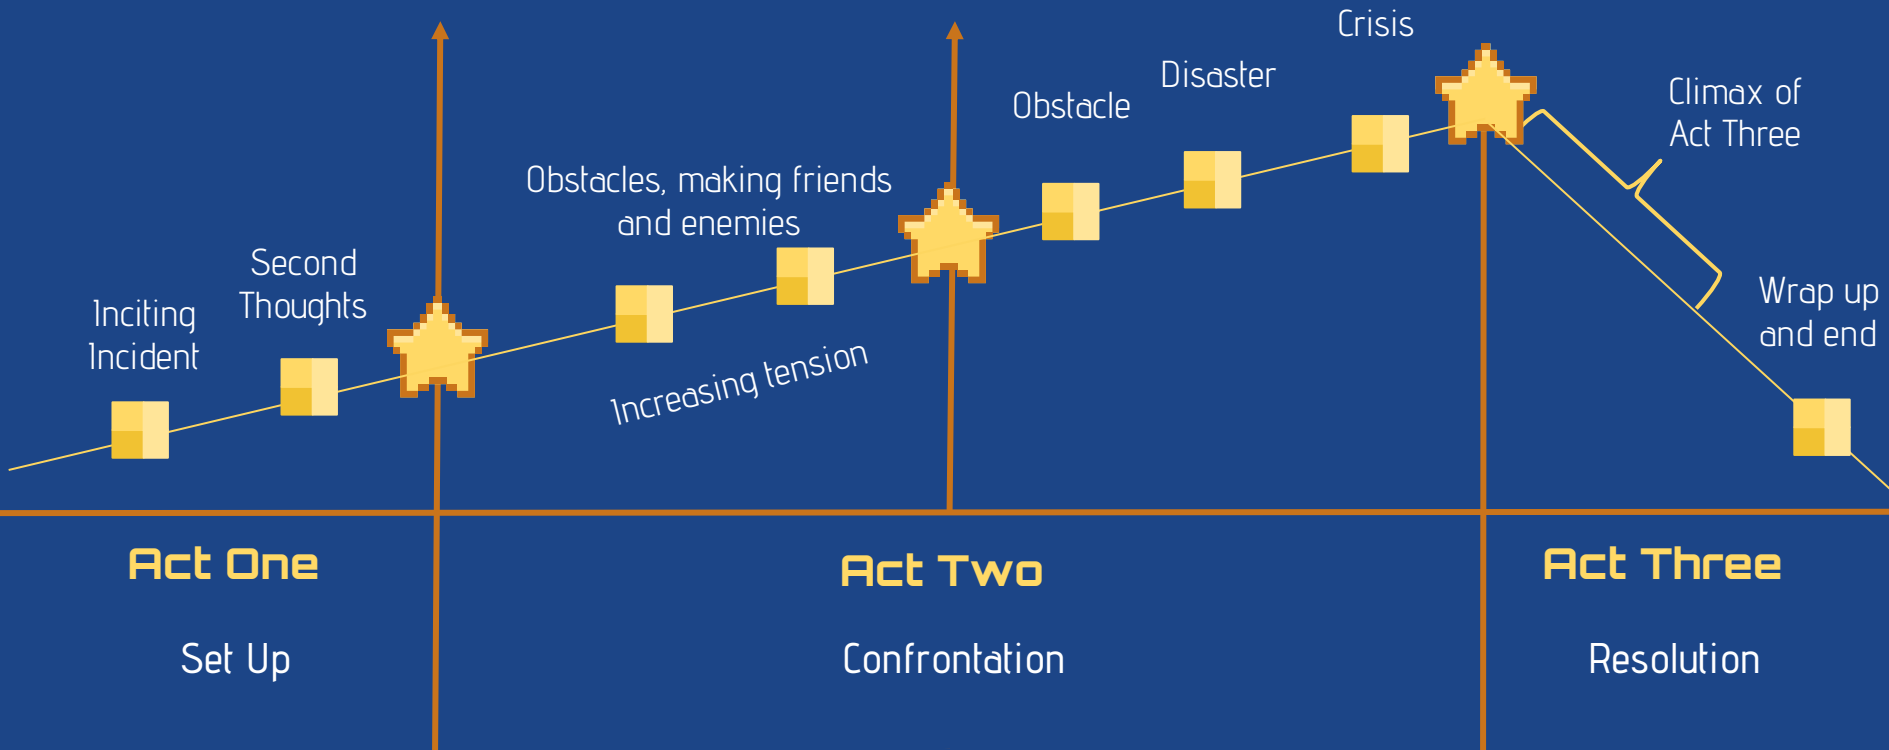 Inciting
Incident
Second
Thoughts
Obstacles, making friends
and enemies
Increasing tension
Obstacle
Disaster
Crisis
Climax of
Act Three
Wrap up
and end
Act One
Set Up
Act Two
Confrontation
Act Three
Resolution